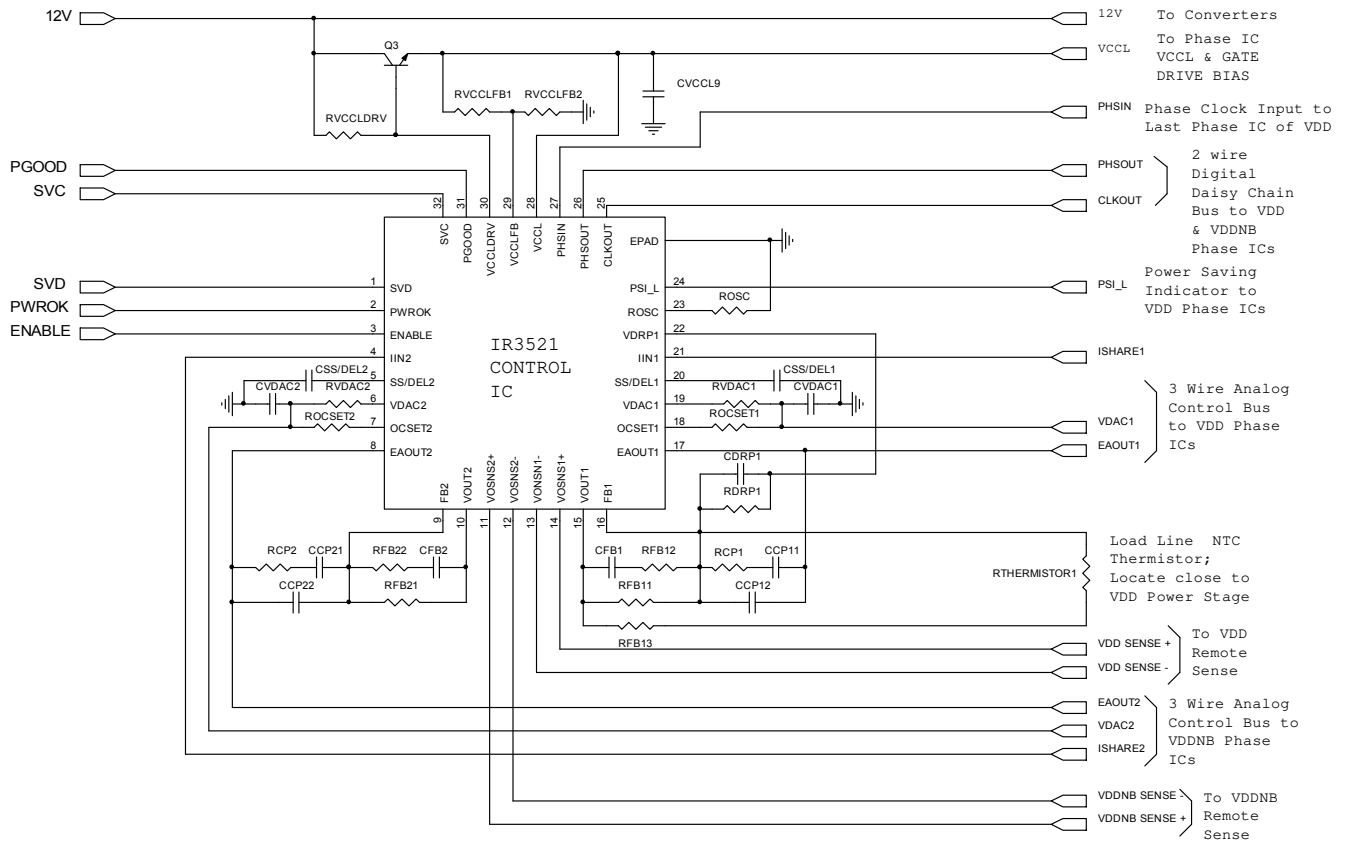 12V
12V
To Converters
Q3
VCCL
To Phase IC
VCCL & GATE
DRIVE BIAS
RVCCLFB1
RVCCLFB2
CVCCL9
RVCCLDRV
PHSIN
Phase Clock Input to
Last Phase IC of VDD
PGOOD
PHSOUT
2 wire
Digital
Daisy Chain
Bus to VDD
& VDDNB
Phase ICs
SVC
CLKOUT
32
31
30
29
28
27
26
25
SVC
PGOOD
VCCLDRV
VCCLFB
VCCL
PHSIN
PHSOUT
CLKOUT
EPAD
SVD
1
SVD
PSI_L
24
PSI_L
Power Saving
Indicator to
VDD Phase ICs
PWROK
2
PWROK
ROSC
23
ROSC
ENABLE
3
ENABLE
VDRP1
22
IR3521
CONTROL
IC
4
IIN2
IIN1
21
ISHARE1
CSS/DEL2
5
SS/DEL2
SS/DEL1
20
CSS/DEL1
CVDAC2
RVDAC2
6
VDAC2
VDAC1
19
RVDAC1
CVDAC1
ROCSET2
7
OCSET2
OCSET1
18
ROCSET1
VDAC1
3 Wire Analog
Control Bus
to VDD Phase
ICs
8
EAOUT2
EAOUT1
17
EAOUT1
FB2
VOUT2
VOSNS2+
VOSNS2-
VONSN1-
VOSNS1+
VOUT1
FB1
9
10
11
12
13
14
15
16
CDRP1
RDRP1
RCP2
CCP21
RFB22
CFB2
CCP22
RFB21
CFB1
RFB12
RCP1
CCP11
RFB11
CCP12
RFB13
RTHERMISTOR1
Load Line NTC
Thermistor;
Locate close to
VDD Power Stage
VDD SENSE +
VDD SENSE -
To VDD
Remote
Sense
EAOUT2
VDAC2
ISHARE2
3 Wire Analog
Control Bus to
VDDNB Phase
ICs
VDDNB SENSE -
VDDNB SENSE +
To VDDNB
Remote
Sense